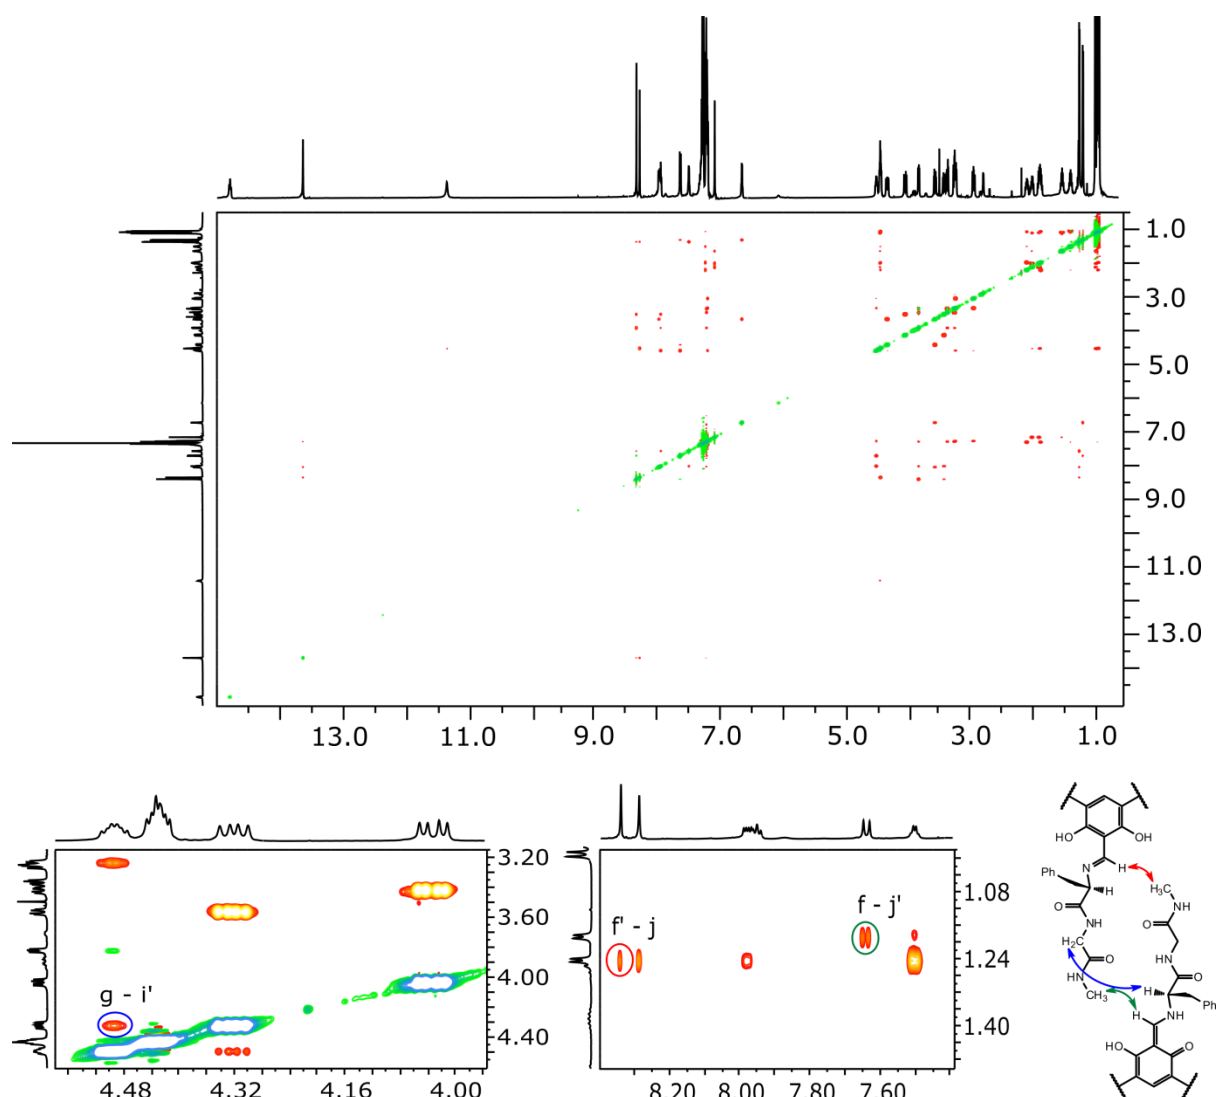 1.0
3.0
5.0
7.0
9.0
11.0
13.0
13.0 11.0 9.0 7.0 5.0 3.0 1.0
3.20
3.60
4.00
4.40
g - i'
4.48 4.32 4.16 4.00
f' - j
f - j'
1.08
1.24
1.40
8.20 8.00 7.80 7.60
HO OH
N H
Ph H
H₃C NH
O NH O
H₂C O NH
HN O
CH₃ H
H NH Ph
HO O